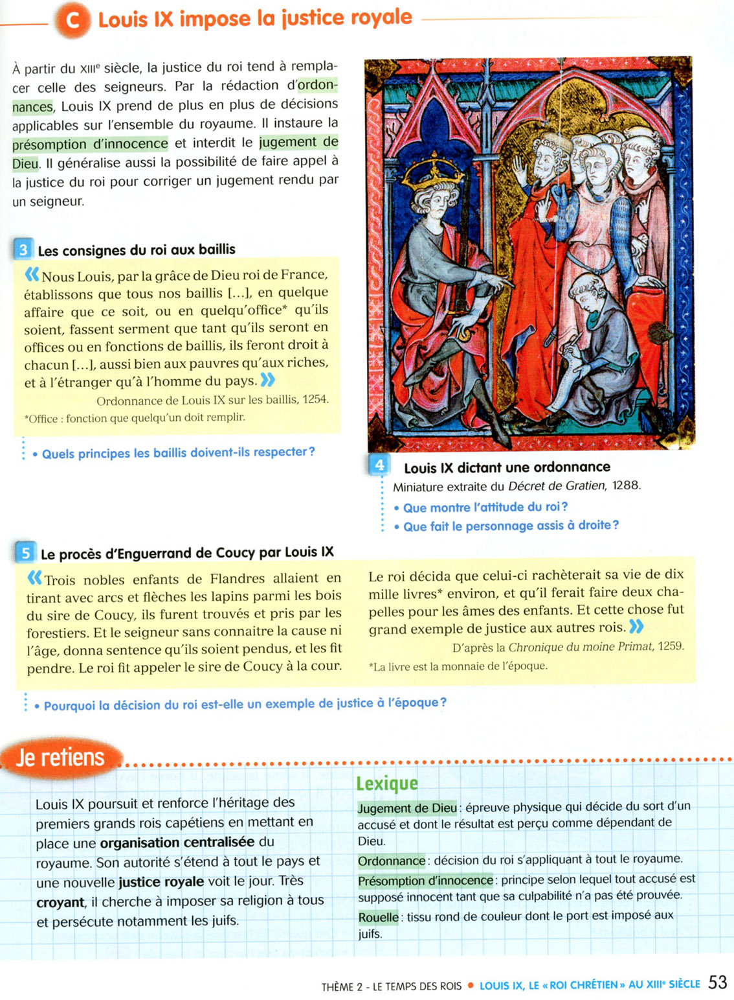 C Louis IX impose la justice royale
À partir du XIIIe siècle, la justice du roi tend à rempla-
cer celle des seigneurs. Par la rédaction d'ordon-
nances, Louis IX prend de plus en plus de décisions
applicables sur l'ensemble du royaume. Il instaure la
présomption d'innocence et interdit le jugement de
Dieu. Il généralise aussi la possibilité de faire appel à
la justice du roi pour corriger un jugement rendu par
un seigneur.
3 Les consignes du roi aux baillis
« Nous Louis, par la grâce de Dieu roi de France,
établissons que tous nos baillis [...], en quelque
affaire que ce soit, ou en quelqu'office* qu'ils
soient, fassent serment que tant qu'ils seront en
offices ou en fonctions de baillis, ils feront droit à
chacun [...], aussi bien aux pauvres qu'aux riches,
et à l'étranger qu'à l'homme du pays. »
Ordonnance de Louis IX sur les baillis, 1254.
*Office : fonction que quelqu'un doit remplir.
• Quels principes les baillis doivent-ils respecter ?
4 Louis IX dictant une ordonnance
Miniature extraite du Décret de Gratien, 1288.
• Que montre l'attitude du roi ?
• Que fait le personnage assis à droite ?
5 Le procès d'Enguerrand de Coucy par Louis IX
« Trois nobles enfants de Flandres allaient en
tirant avec arcs et flèches les lapins parmi les bois
du sire de Coucy, ils furent trouvés et pris par les
forestiers. Et le seigneur sans connaitre la cause ni
l'âge, donna sentence qu'ils soient pendus, et les fit
pendre. Le roi fit appeler le sire de Coucy à la cour.
Le roi décida que celui-ci rachèterait sa vie de dix
mille livres* environ, et qu'il ferait faire deux cha-
pelles pour les âmes des enfants. Et cette chose fut
grand exemple de justice aux autres rois. »
D'après la Chronique du moine Primat, 1259.
*La livre est la monnaie de l'époque.
• Pourquoi la décision du roi est-elle un exemple de justice à l'époque ?
Je retiens
Louis IX poursuit et renforce l'héritage des
premiers grands rois capétiens en mettant en
place une organisation centralisée du
royaume. Son autorité s'étend à tout le pays et
une nouvelle justice royale voit le jour. Très
croyant, il cherche à imposer sa religion à tous
et persécute notamment les juifs.
Lexique
Jugement de Dieu : épreuve physique qui décide du sort d'un
accusé et dont le résultat est perçu comme dépendant de
Dieu.
Ordonnance : décision du roi s'appliquant à tout le royaume.
Présomption d'innocence : principe selon lequel tout accusé est
supposé innocent tant que sa culpabilité n'a pas été prouvée.
Rouelle : tissu rond de couleur dont le port est imposé aux
juifs.
THÈME 2 - LE TEMPS DES ROIS • LOUIS IX, LE « ROI CHRÉTIEN » AU XIIIe SIÈCLE 53